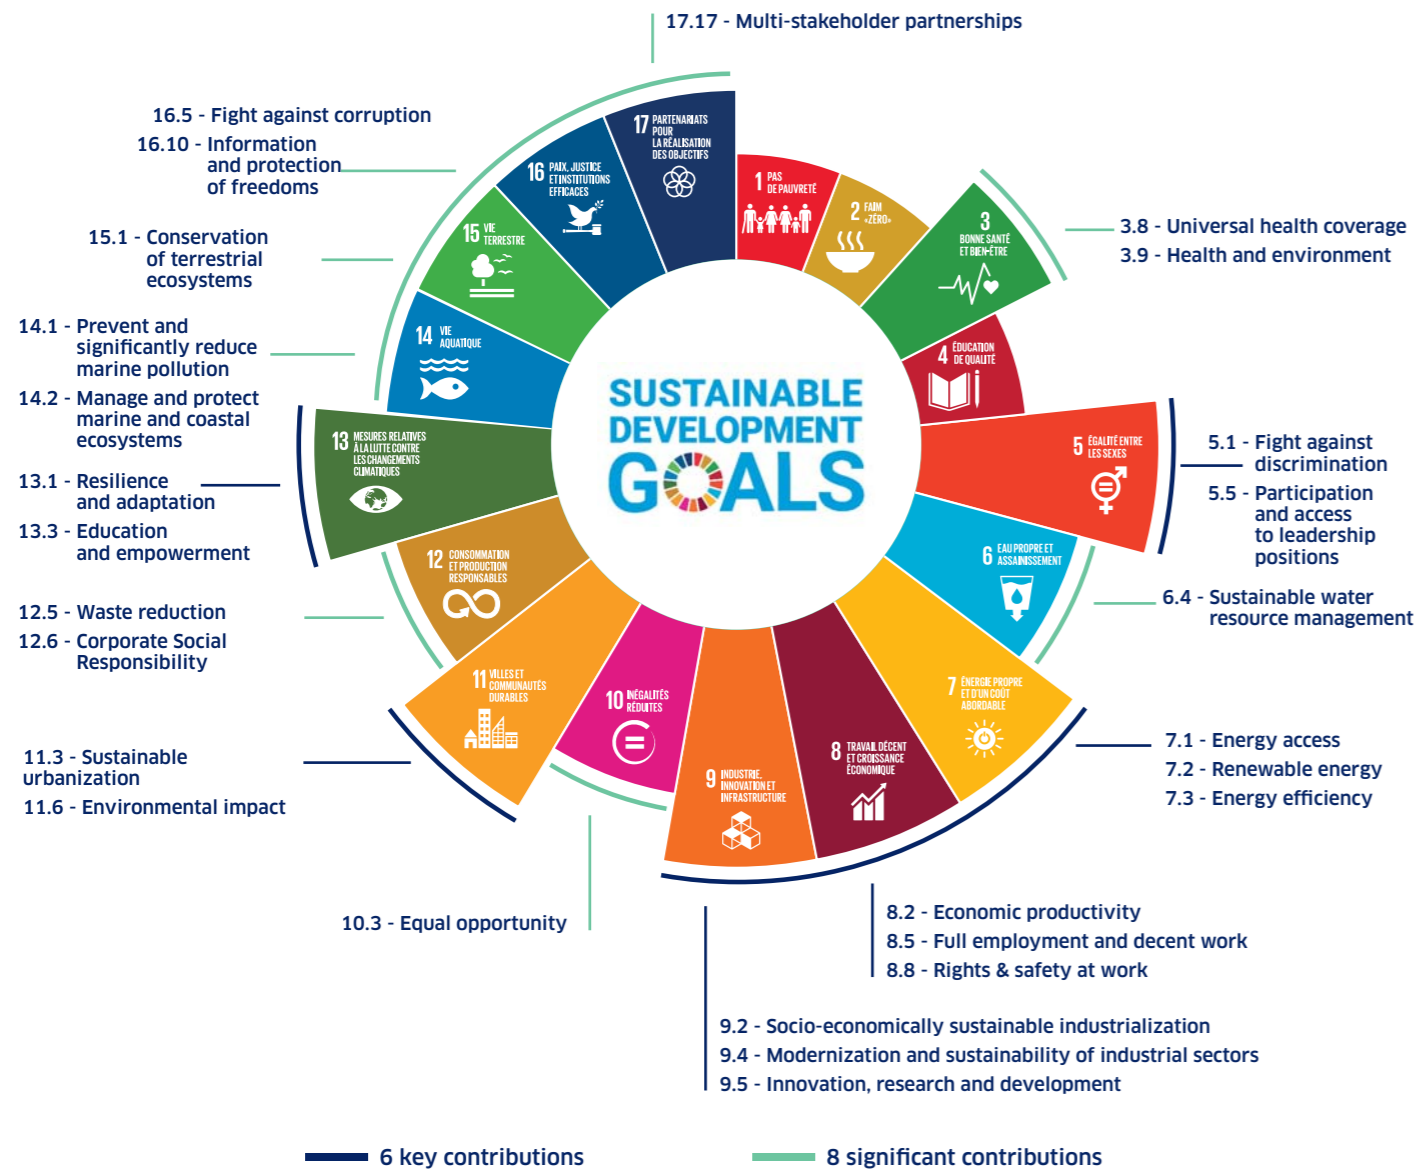 17.17 - Multi-stakeholder partnerships
16.5 - Fight against corruption
16.10 - Information
and protection
of freedoms
15.1 - Conservation
of terrestrial
ecosystems
14.1 - Prevent and
significantly reduce
marine pollution
14.2 - Manage and protect
marine and coastal
ecosystems
13.1 - Resilience
and adaptation
13.3 - Education
and empowerment
12.5 - Waste reduction
12.6 - Corporate Social
Responsibility
11.3 - Sustainable
urbanization
11.6 - Environmental impact
10.3 - Equal opportunity
17 PARTENARIATS
POUR
LA RÉALISATION
DES OBJECTIFS
16 PAIX, JUSTICE
ET INSTITUTIONS
EFFICACES
15 VIE
TERRESTRE
14 VIE
AQUATIQUE
13 MESURES RELATIVES
À LA LUTTE CONTRE
LES CHANGEMENTS
CLIMATIQUES
12 CONSOMMATION
ET PRODUCTION
RESPONSABLES
11 VILLES ET
COMMUNAUTÉS
DURABLES
10 INÉGALITÉS
RÉDUITES
9 INDUSTRIE,
INNOVATION ET
INFRASTRUCTURE
8 TRAVAIL DÉCENT
ET CROISSANCE
ÉCONOMIQUE
7 ÉNERGIE PROPRE
ET D'UN COÛT
ABORDABLE
6 EAU PROPRE ET
ASSAINISSEMENT
5 ÉGALITÉ ENTRE
LES SEXES
4 ÉDUCATION
DE QUALITÉ
3
BONNE SANTÉ
ET BIEN-ÊTRE
2 FAIM
«ZÉRO»
1 PAS
DE PAUVRETÉ
SUSTAINABLE
DEVELOPMENT
GOALS
3.8 - Universal health coverage
3.9 - Health and environment
5.1 - Fight against
discrimination
5.5 - Participation
and access
to leadership
positions
6.4 - Sustainable water
resource management
7.1 - Energy access
7.2 - Renewable energy
7.3 - Energy efficiency
8.2 - Economic productivity
8.5 - Full employment and decent work
8.8 - Rights & safety at work
9.2 - Socio-economically sustainable industrialization
9.4 - Modernization and sustainability of industrial sectors
9.5 - Innovation, research and development
6 key contributions
8 significant contributions